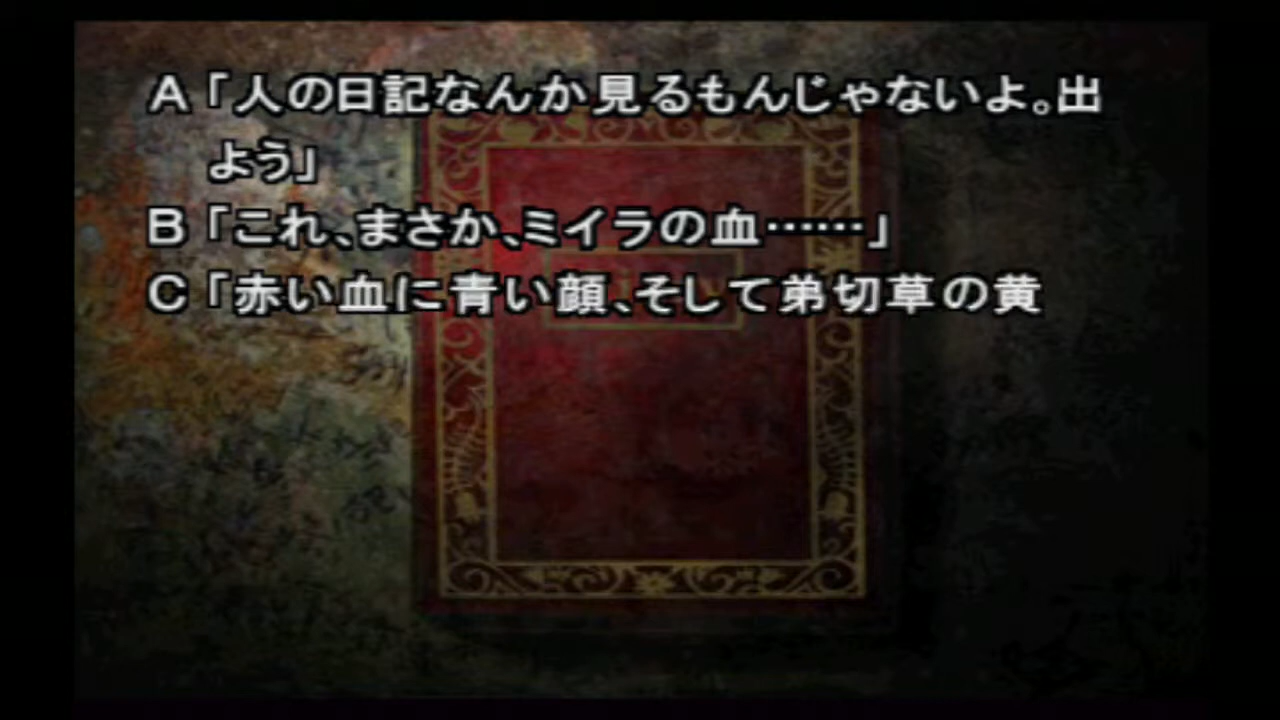 A「人の日記なんか見るもんじゃないよ。出
よう」
B「これ、まさか、ミイラの血……」
C「赤い血に青い顔、そして弟切草の黄